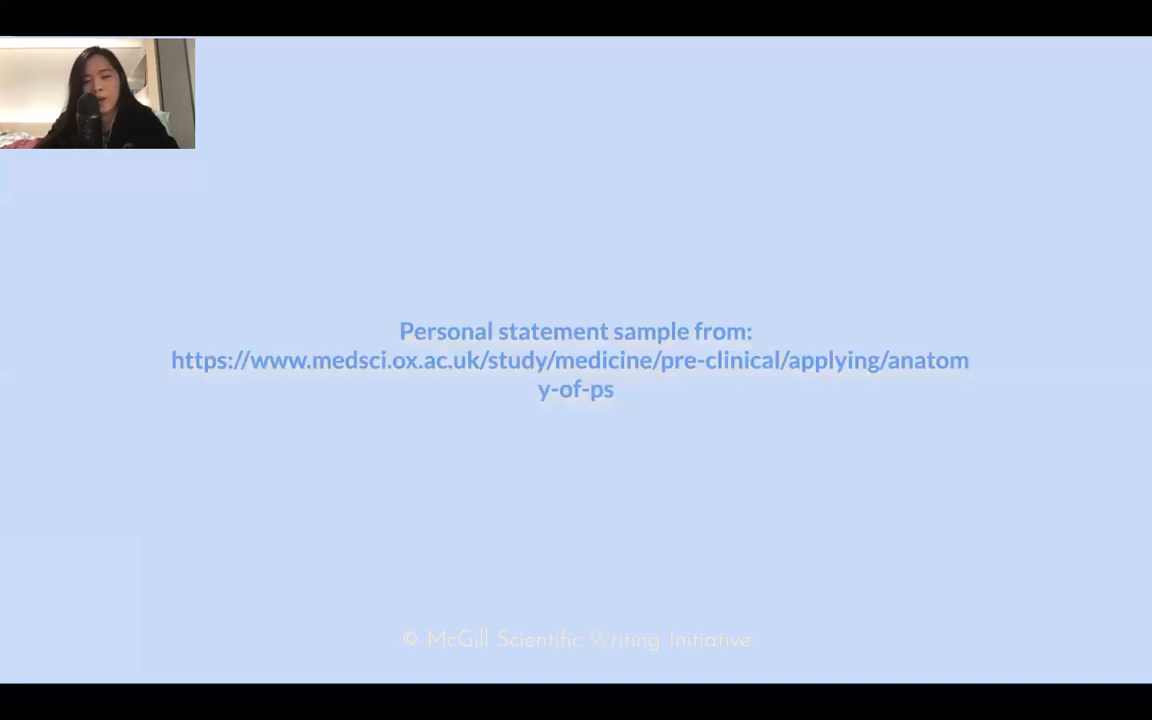 Personal statement sample from:
https://www.medsci.ox.ac.uk/study/medicine/pre-clinical/applying/anatom
y-of-ps
© McGill Scientific Writing Initiative